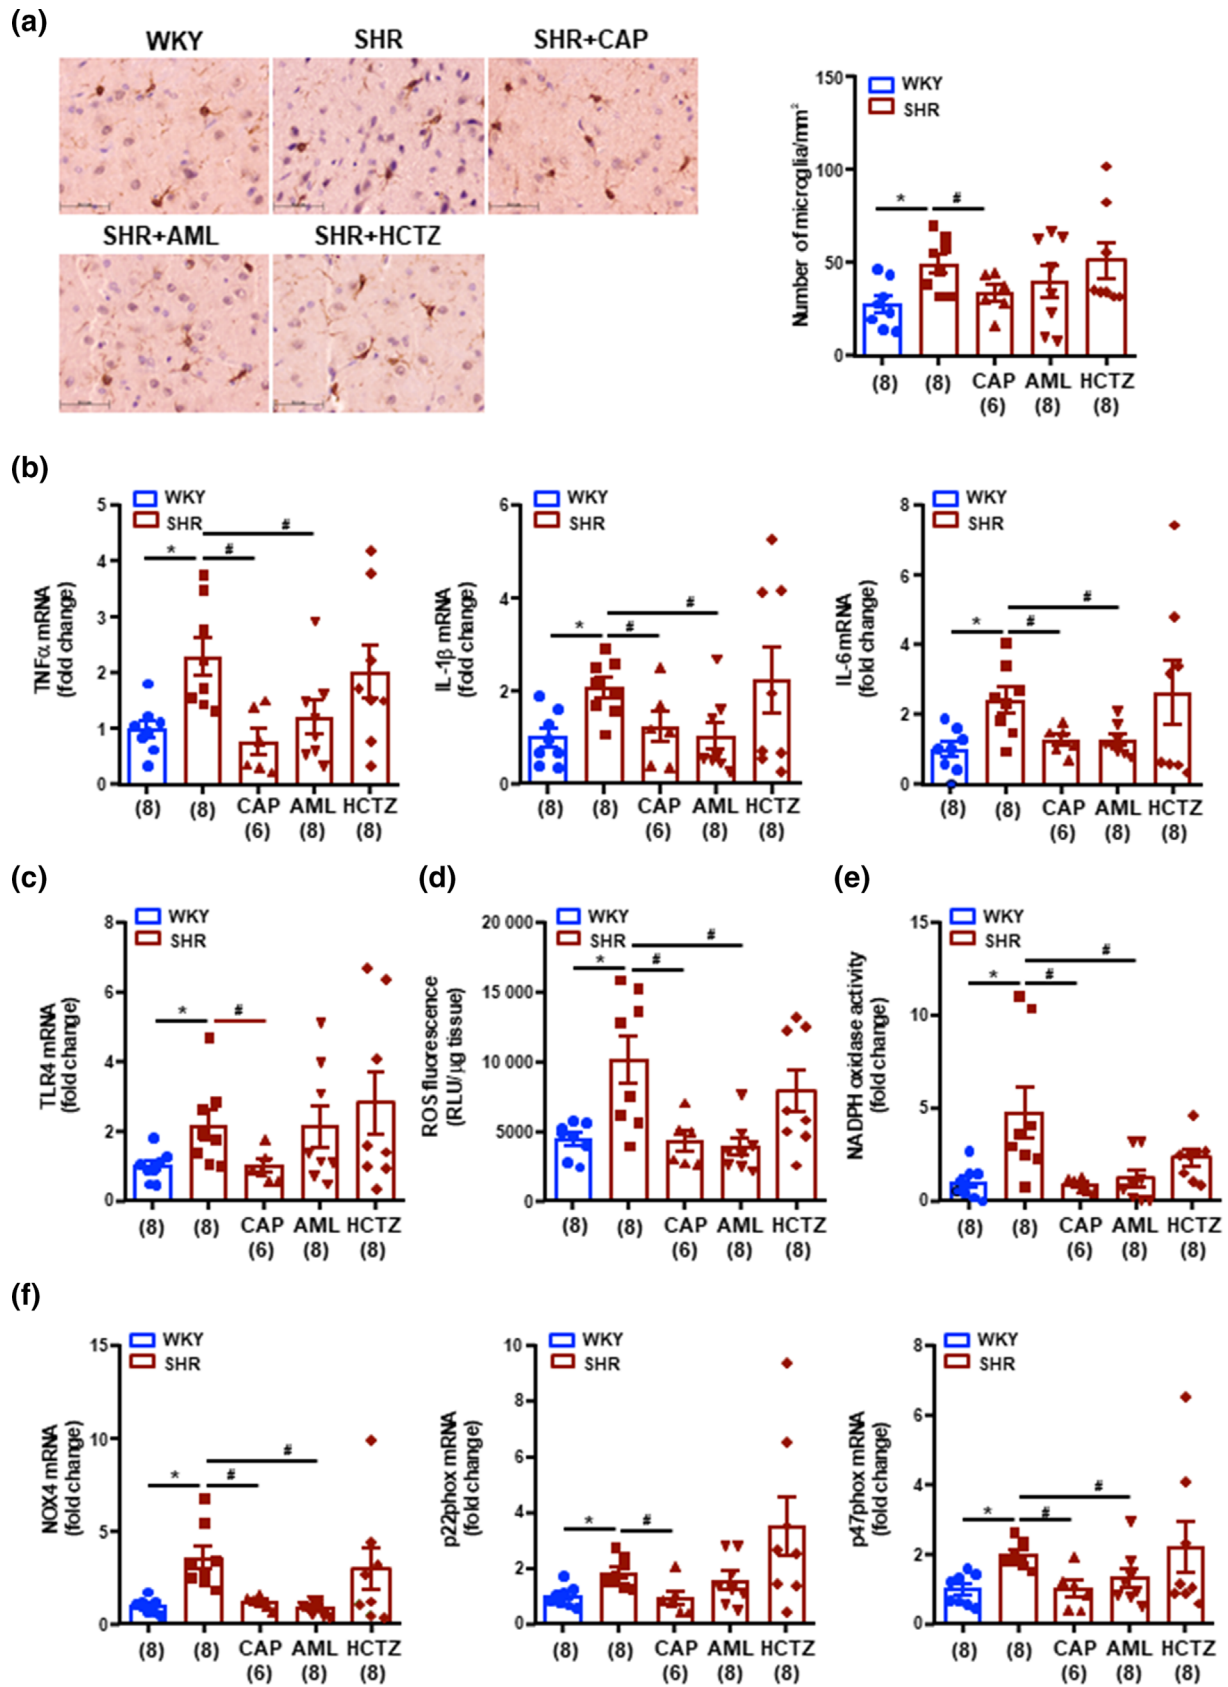 (a)
WKY
SHR
SHR+CAP
SHR+AML
SHR+HCTZ
Number of microglia/mm²
150
100
50
0
WKY
SHR
*
#
(8)
(8)
CAP
(6)
AML
(8)
HCTZ
(8)
(b)
TNFα mRNA
(fold change)
5
4
3
2
1
0
WKY
SHR
*
#
#
(8)
(8)
CAP
(6)
AML
(8)
HCTZ
(8)
IL-1β mRNA
(fold change)
6
4
2
0
WKY
SHR
*
#
#
(8)
(8)
CAP
(6)
AML
(8)
HCTZ
(8)
IL-6 mRNA
(fold change)
8
6
4
2
0
WKY
SHR
*
#
#
(8)
(8)
CAP
(6)
AML
(8)
HCTZ
(8)
(c)
TLR4 mRNA
(fold change)
8
6
4
2
0
WKY
SHR
*
#
(8)
(8)
CAP
(6)
AML
(8)
HCTZ
(8)
(d)
ROS fluorescence
(RLU/μg tissue)
20 000
15 000
10 000
5000
0
WKY
SHR
*
#
#
(8)
(8)
CAP
(6)
AML
(8)
HCTZ
(8)
(e)
NADPH oxidase activity
(fold change)
15
10
5
0
WKY
SHR
*
#
#
(8)
(8)
CAP
(6)
AML
(8)
HCTZ
(8)
(f)
NOX4 mRNA
(fold change)
15
10
5
0
WKY
SHR
*
#
#
(8)
(8)
CAP
(6)
AML
(8)
HCTZ
(8)
p22phox mRNA
(fold change)
10
8
6
4
2
0
WKY
SHR
*
#
(8)
(8)
CAP
(6)
AML
(8)
HCTZ
(8)
p47phox mRNA
(fold change)
8
6
4
2
0
WKY
SHR
*
#
#
(8)
(8)
CAP
(6)
AML
(8)
HCTZ
(8)